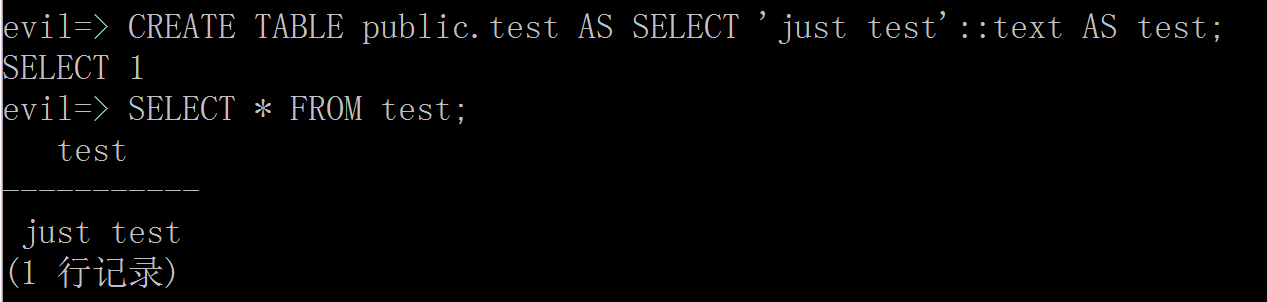 evil=> CREATE TABLE public.test AS SELECT 'just test'::text AS test;
SELECT 1
evil=> SELECT * FROM test;
test
-----------
just test
(1 行记录)